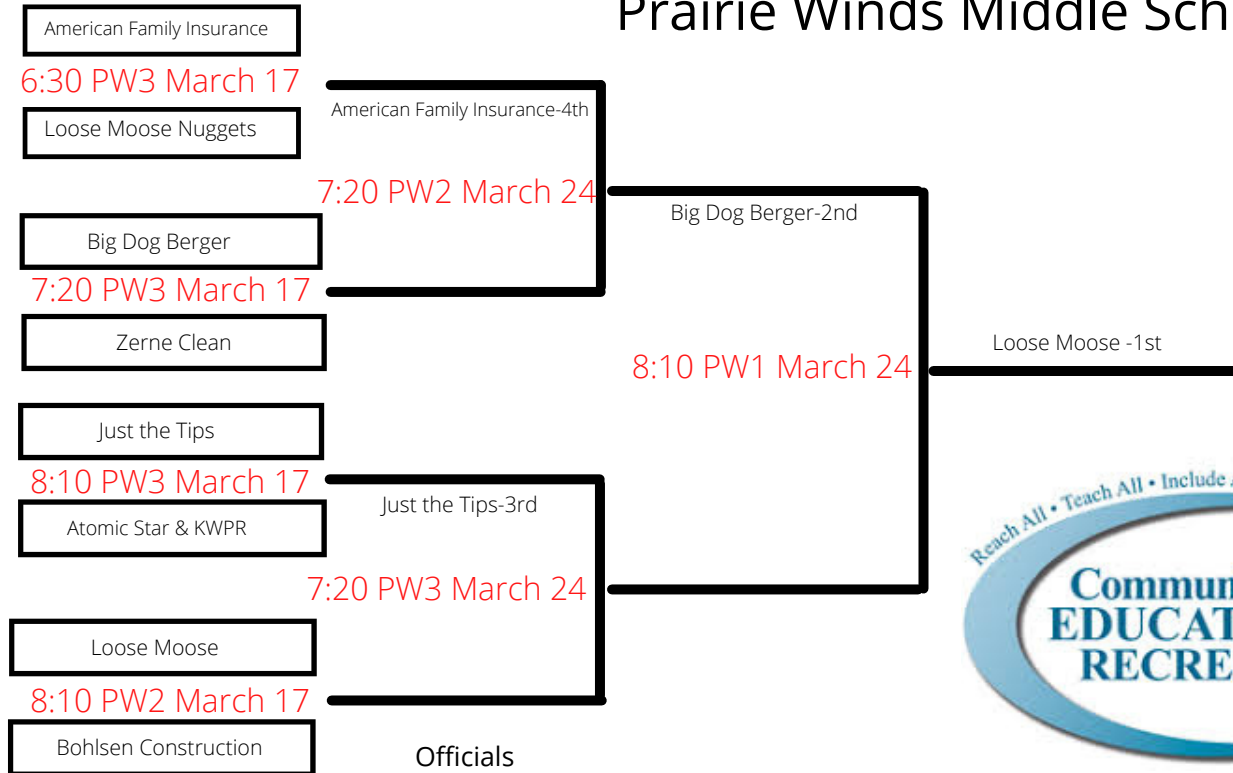 Prairie Winds Middle Sch
American Family Insurance
6:30 PW3 March 17
Loose Moose Nuggets
American Family Insurance-4th
7:20 PW2 March 24
Big Dog Berger
7:20 PW3 March 17
Zerne Clean
Big Dog Berger-2nd
8:10 PW1 March 24
Loose Moose -1st
Just the Tips
8:10 PW3 March 17
Atomic Star & KWPR
Just the Tips-3rd
7:20 PW3 March 24
Loose Moose
8:10 PW2 March 17
Bohlsen Construction
Officials
Reach All • Teach All • Include
Commun
EDUCAT
RECRE